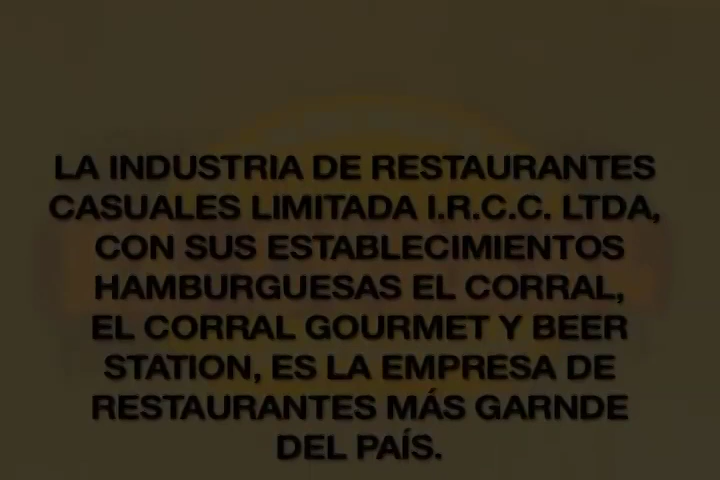 LA INDUSTRIA DE RESTAURANTES
CASUALES LIMITADA I.R.C.C. LTDA,
CON SUS ESTABLECIMIENTOS
HAMBURGUESAS EL CORRAL,
EL CORRAL GOURMET Y BEER
STATION, ES LA EMPRESA DE
RESTAURANTES MÁS GARNDE
DEL PAÍS.